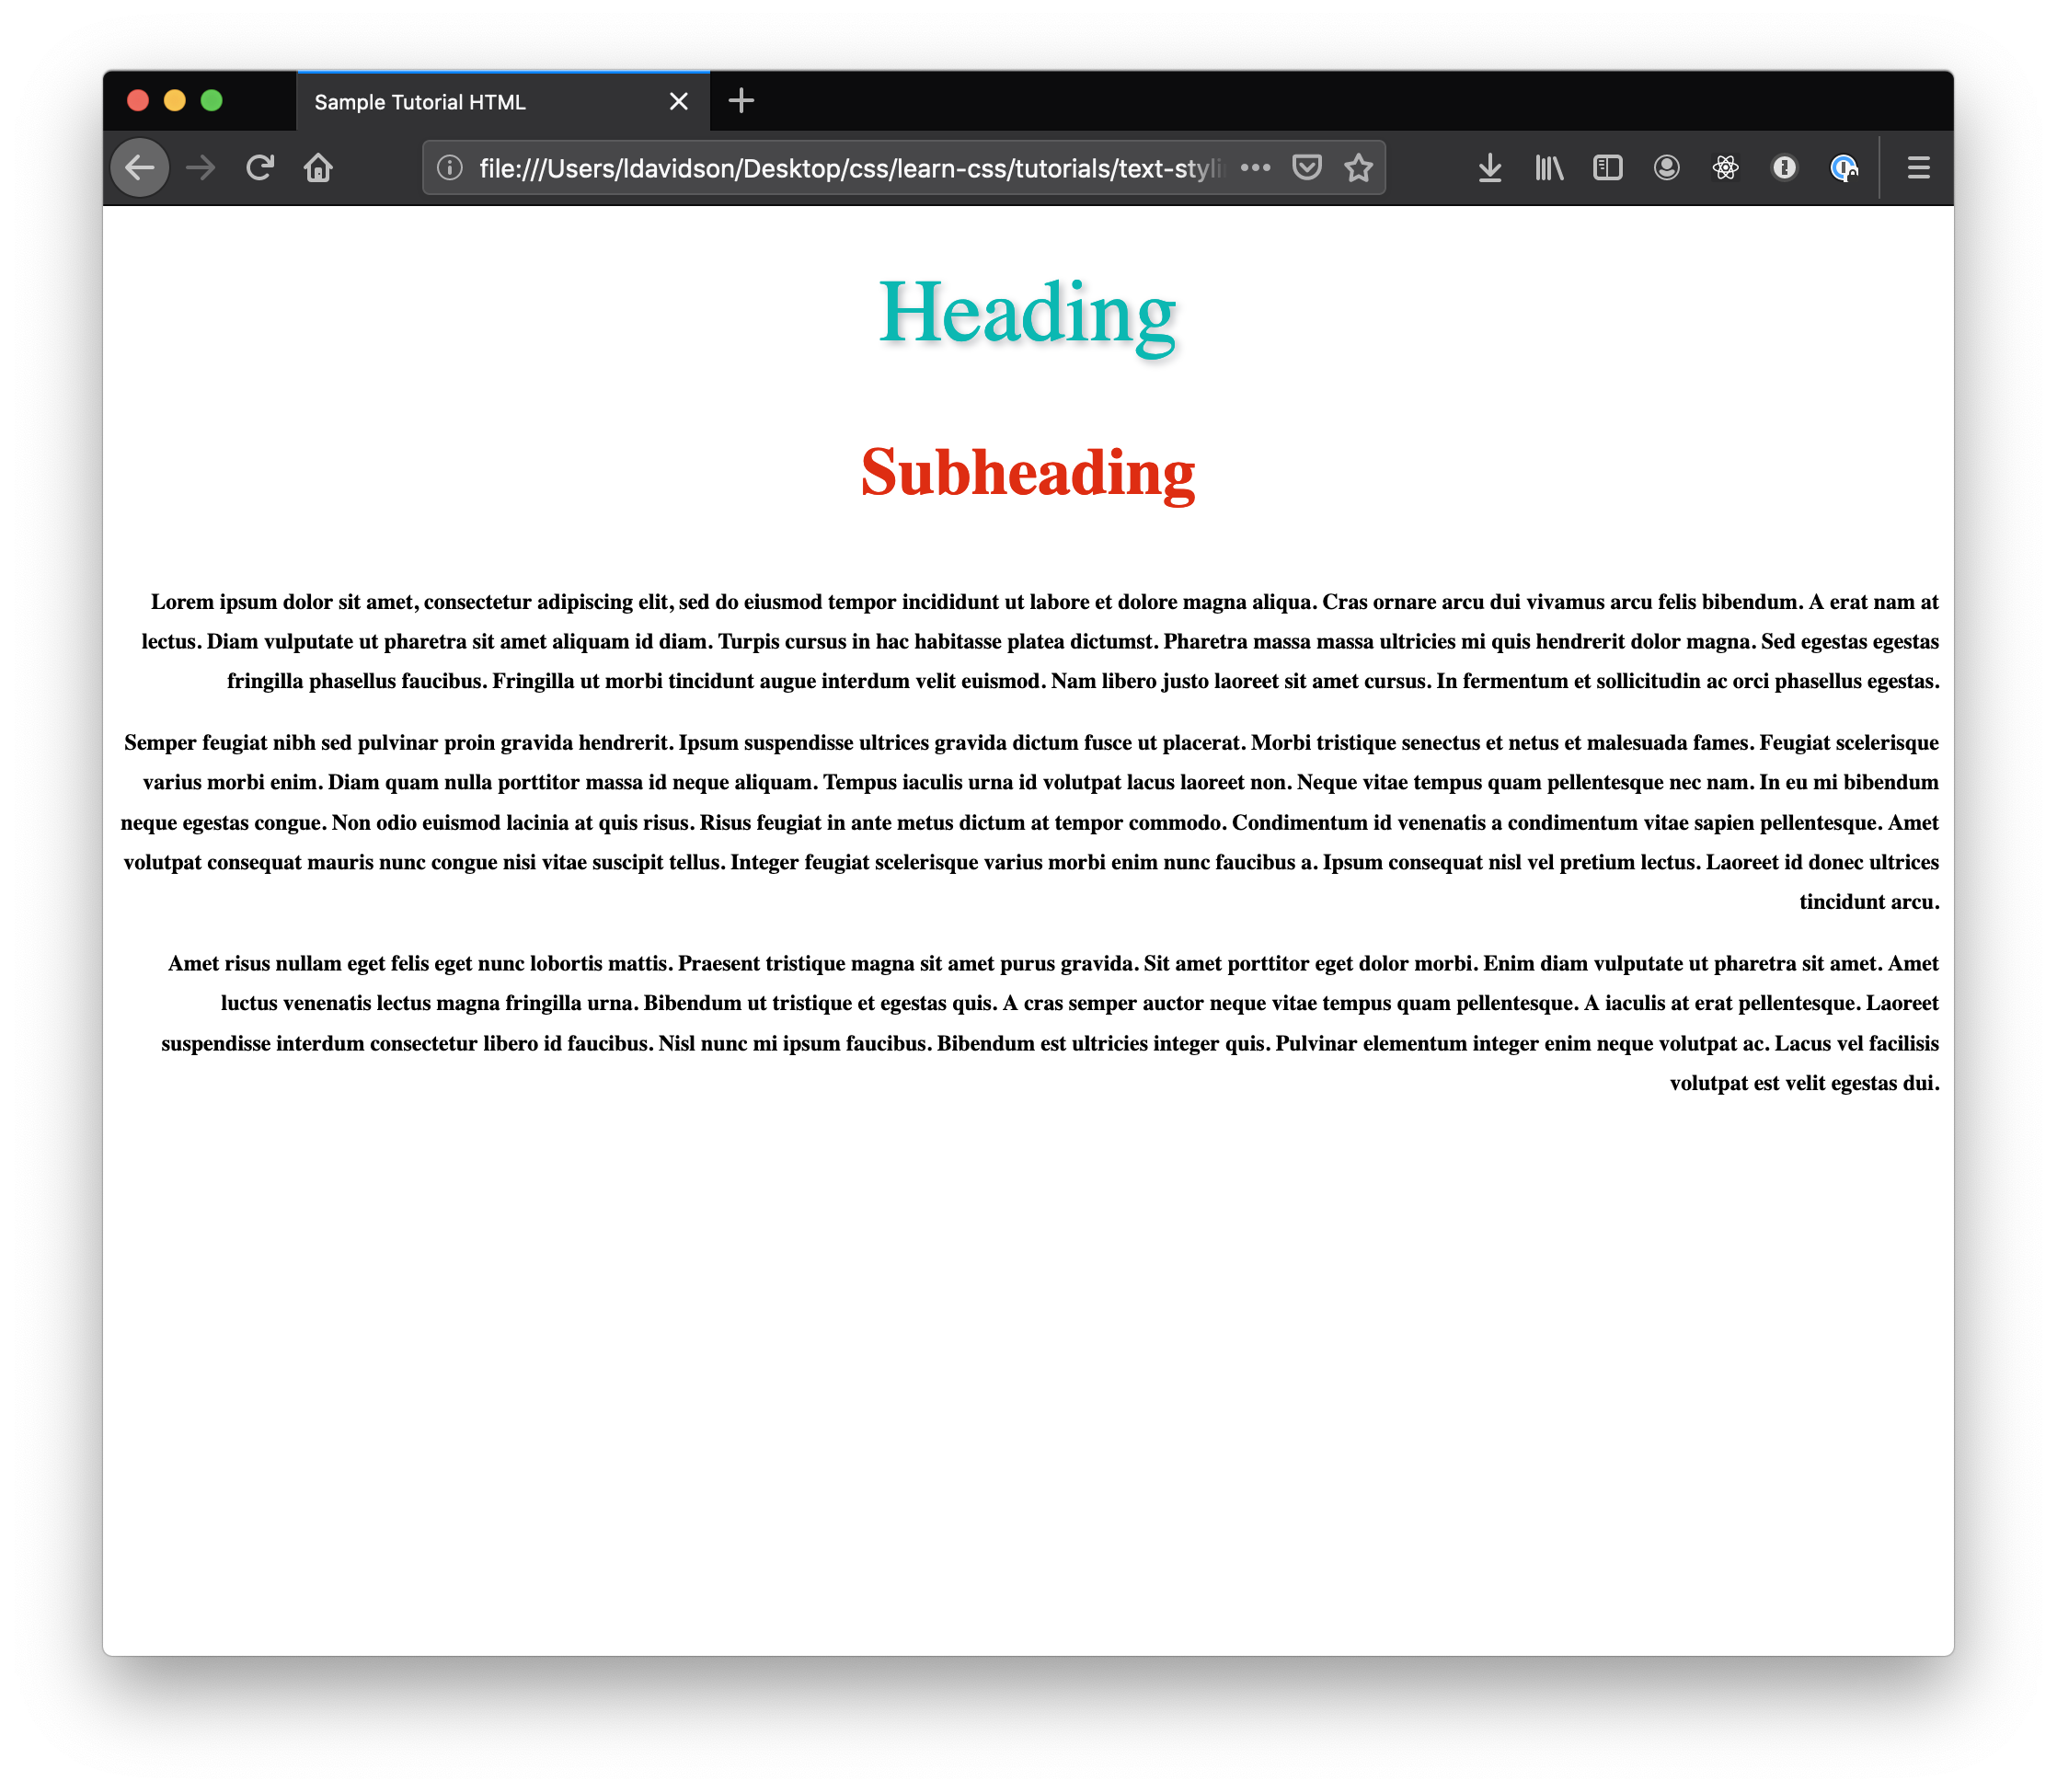 Sample Tutorial HTML
file:///Users/ldavidson/Desktop/css/learn-css/tutorials/text-styli
Heading
Subheading
Lorem ipsum dolor sit amet, consectetur adipiscing elit, sed do eiusmod tempor incididunt ut labore et dolore magna aliqua. Cras ornare arcu dui vivamus arcu felis bibendum. A erat nam at
lectus. Diam vulputate ut pharetra sit amet aliquam id diam. Turpis cursus in hac habitasse platea dictumst. Pharetra massa massa ultricies mi quis hendrerit dolor magna. Sed egestas egestas
fringilla phasellus faucibus. Fringilla ut morbi tincidunt augue interdum velit euismod. Nam libero justo laoreet sit amet cursus. In fermentum et sollicitudin ac orci phasellus egestas.
Semper feugiat nibh sed pulvinar proin gravida hendrerit. Ipsum suspendisse ultrices gravida dictum fusce ut placerat. Morbi tristique senectus et netus et malesuada fames. Feugiat scelerisque
varius morbi enim. Diam quam nulla porttitor massa id neque aliquam. Tempus iaculis urna id volutpat lacus laoreet non. Neque vitae tempus quam pellentesque nec nam. In eu mi bibendum
neque egestas congue. Non odio euismod lacinia at quis risus. Risus feugiat in ante metus dictum at tempor commodo. Condimentum id venenatis a condimentum vitae sapien pellentesque. Amet
volutpat consequat mauris nunc congue nisi vitae suscipit tellus. Integer feugiat scelerisque varius morbi enim nunc faucibus a. Ipsum consequat nisl vel pretium lectus. Laoreet id donec ultrices
tincidunt arcu.
Amet risus nullam eget felis eget nunc lobortis mattis. Praesent tristique magna sit amet purus gravida. Sit amet porttitor eget dolor morbi. Enim diam vulputate ut pharetra sit amet. Amet
luctus venenatis lectus magna fringilla urna. Bibendum ut tristique et egestas quis. A cras semper auctor neque vitae tempus quam pellentesque. A iaculis at erat pellentesque. Laoreet
suspendisse interdum consectetur libero id faucibus. Nisl nunc mi ipsum faucibus. Bibendum est ultricies integer quis. Pulvinar elementum integer enim neque volutpat ac. Lacus vel facilisis
volutpat est velit egestas dui.